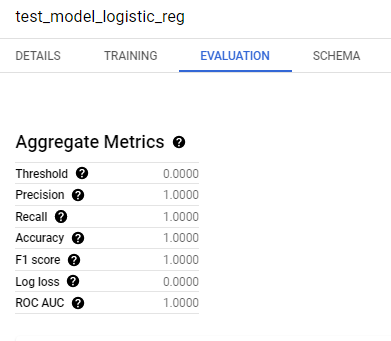 test_model_logistic_reg
DETAILS TRAINING EVALUATION SCHEMA
Aggregate Metrics ?
Threshold ? 0.0000
Precision ? 1.0000
Recall ? 1.0000
Accuracy ? 1.0000
F1 score ? 1.0000
Log loss ? 0.0000
ROC AUC ? 1.0000